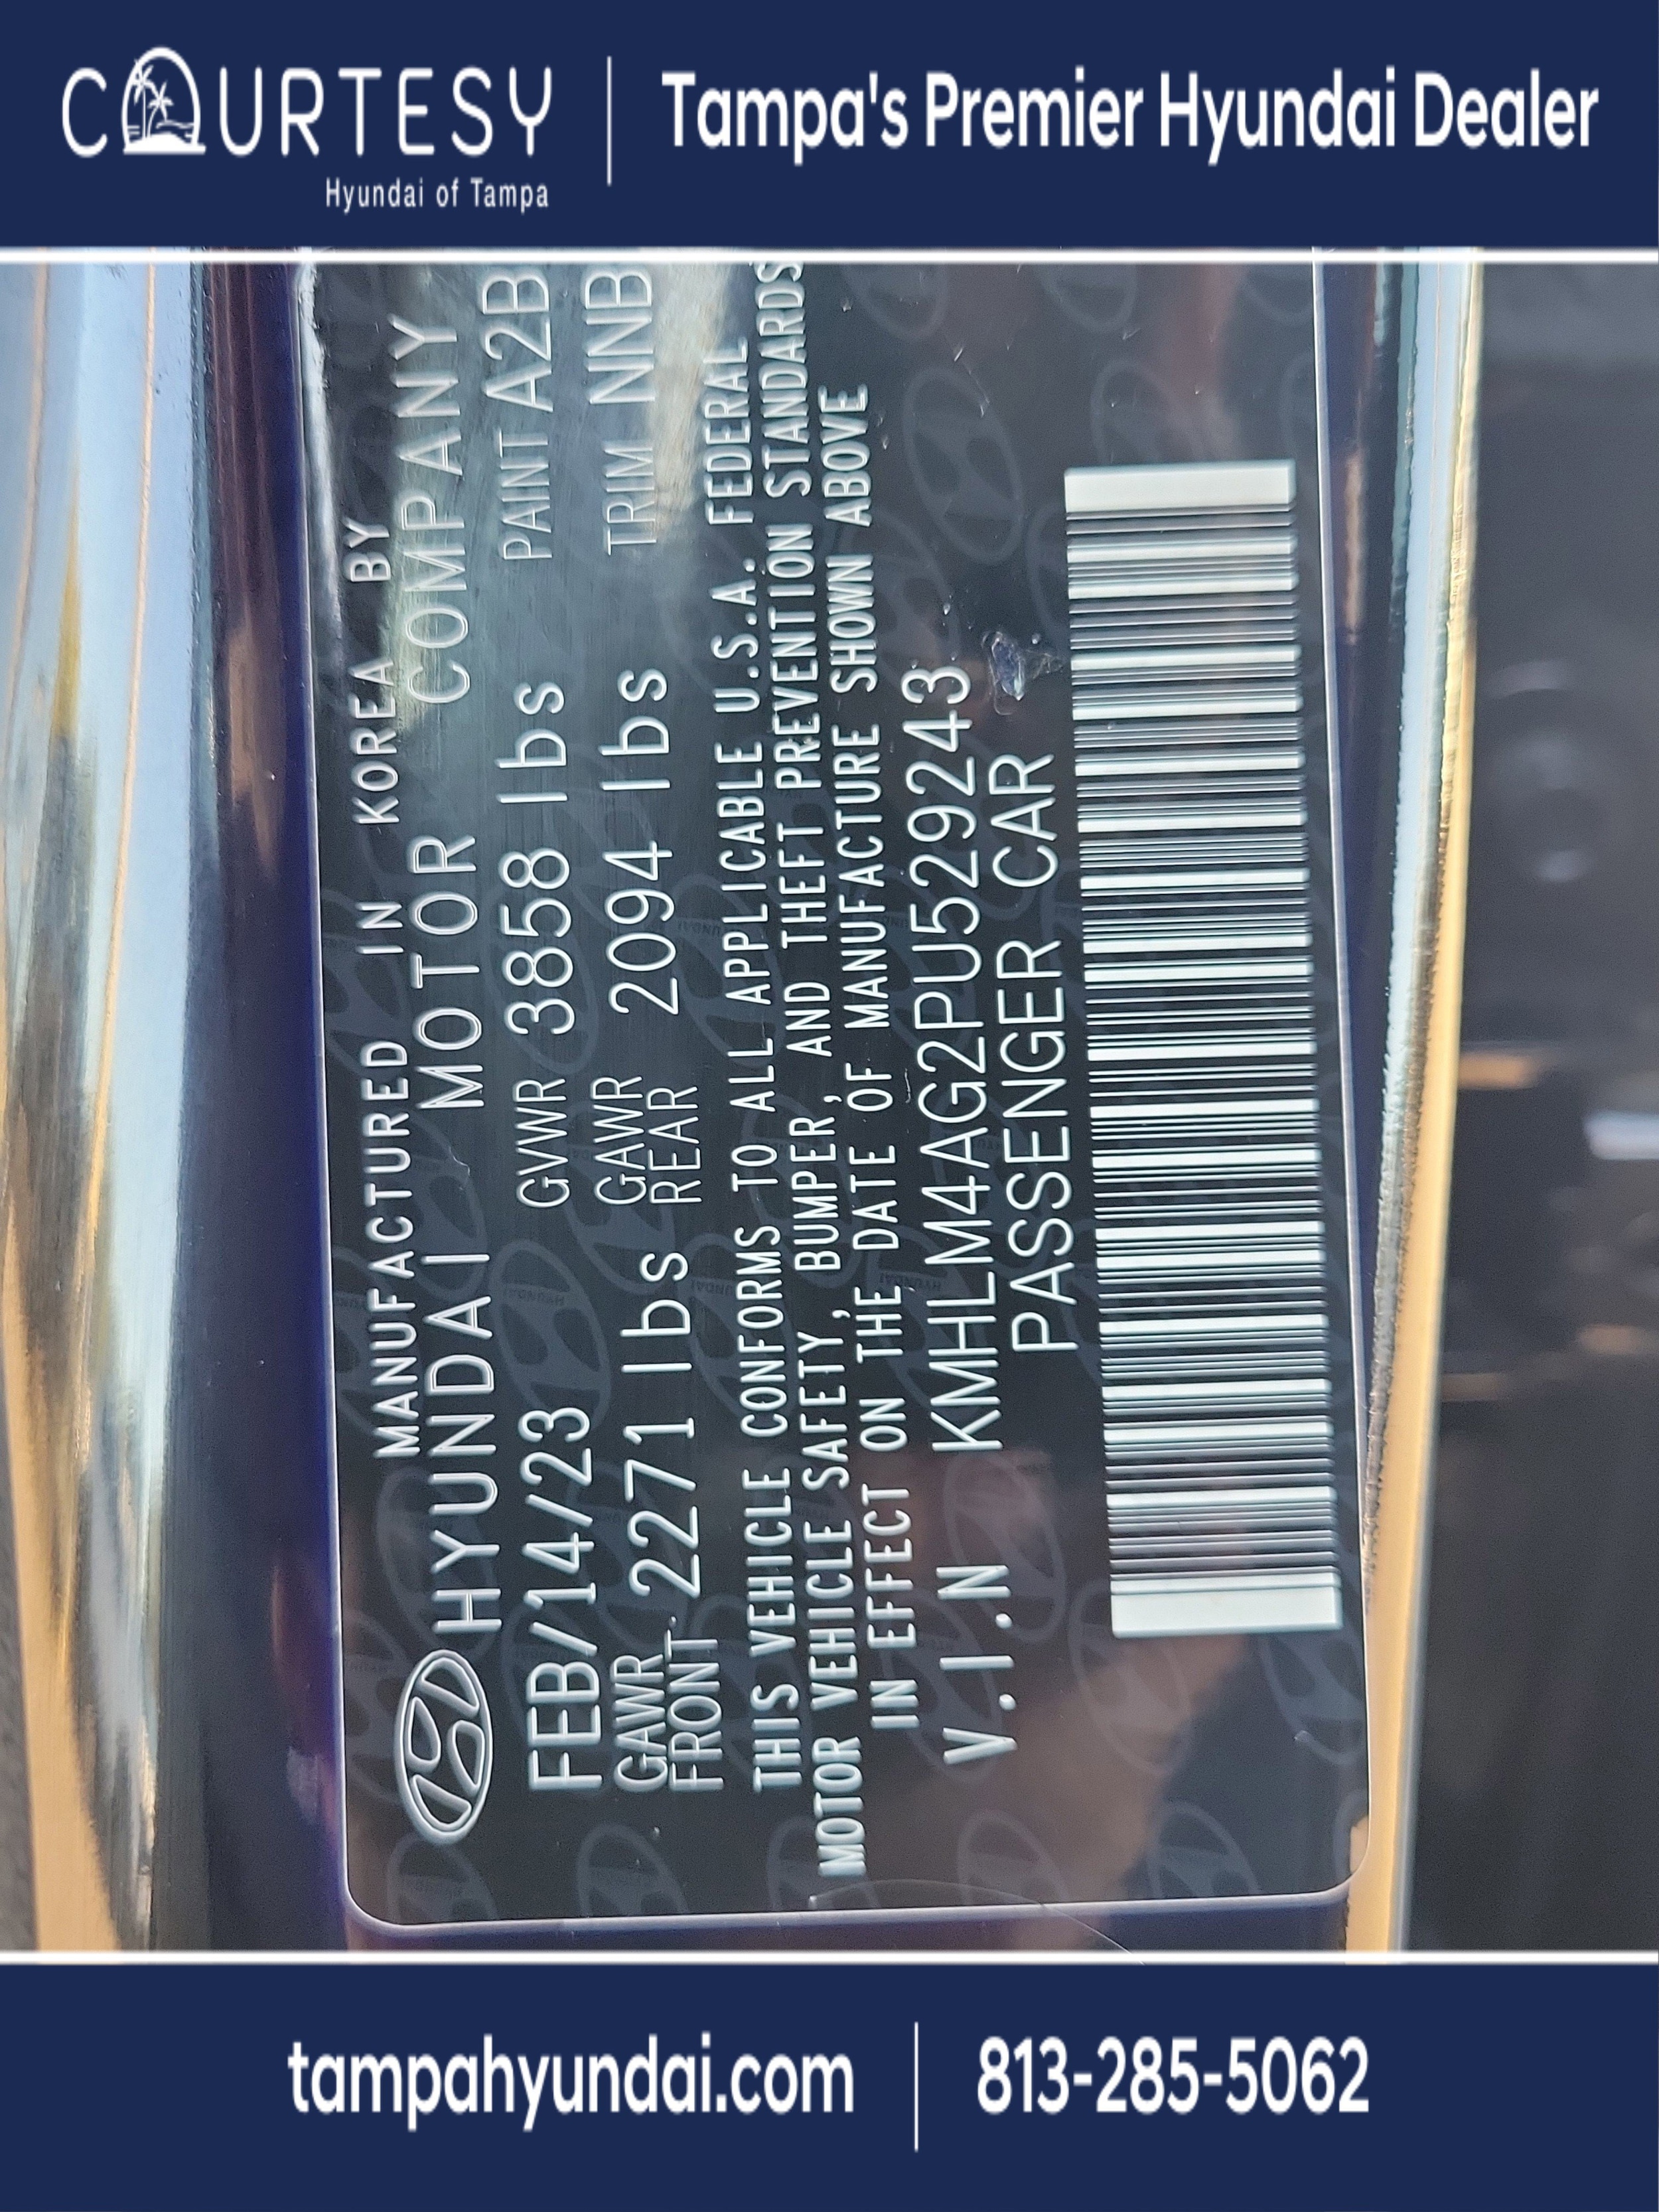 COURTESY
Hyundai of Tampa
Tampa's Premier Hyundai Dealer
MANUFACTURED IN KOREA BY
HYUNDAI MOTOR COMPANY
FEB/14/23 GVWR 3858 lbs PAINT A2B
GAWR FRONT 2271 lbs GAWR REAR 2094 lbs TRIM NNB
THIS VEHICLE CONFORMS TO ALL APPLICABLE U.S.A. FEDERAL
MOTOR VEHICLE SAFETY, BUMPER, AND THEFT PREVENTION STANDARDS
IN EFFECT ON THE DATE OF MANUFACTURE SHOWN ABOVE
V.I.N KMHLM4AG2PU529243
PASSENGER CAR
tampahyundai.com
813-285-5062